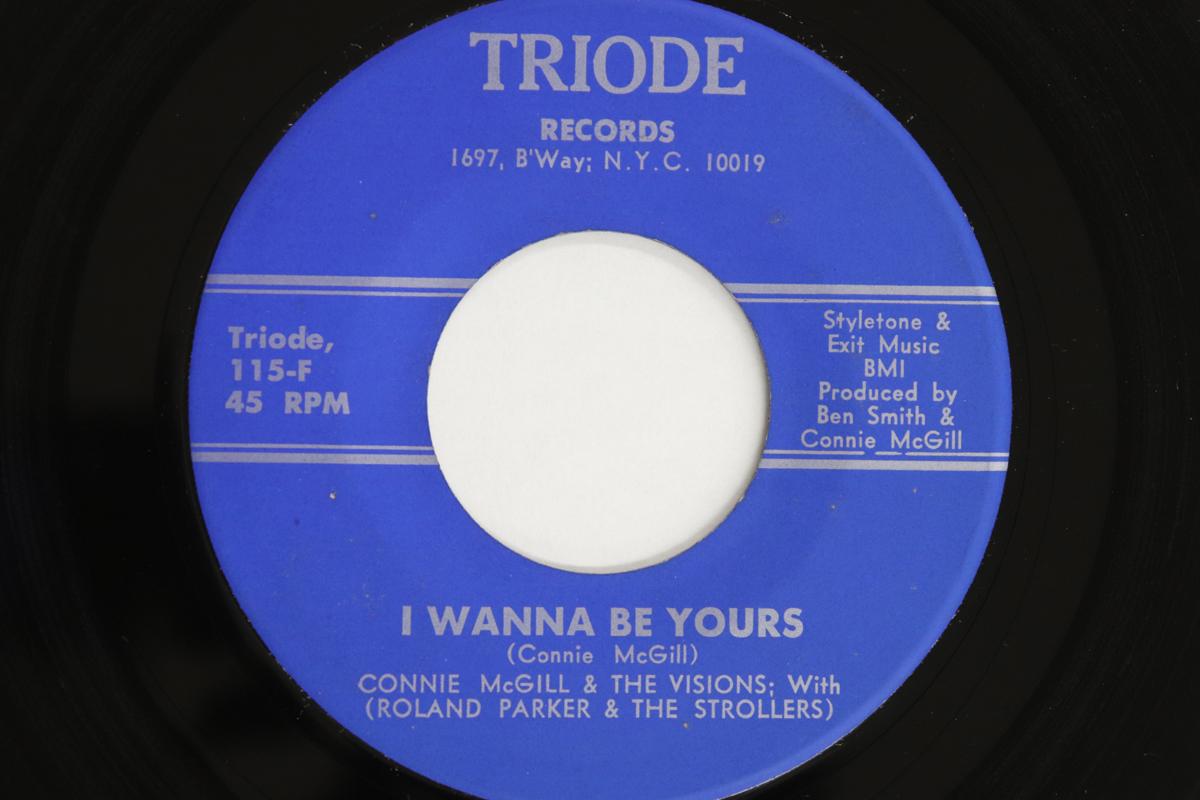 TRIODE
RECORDS
1697, B'Way; N.Y.C. 10019
Triode,
115-F
45 RPM
Styletone &
Exit Music
BMI
Produced by
Ben Smith &
Connie McGill
I WANNA BE YOURS
(Connie McGill)
CONNIE McGILL & THE VISIONS; With
(ROLAND PARKER & THE STROLLERS)